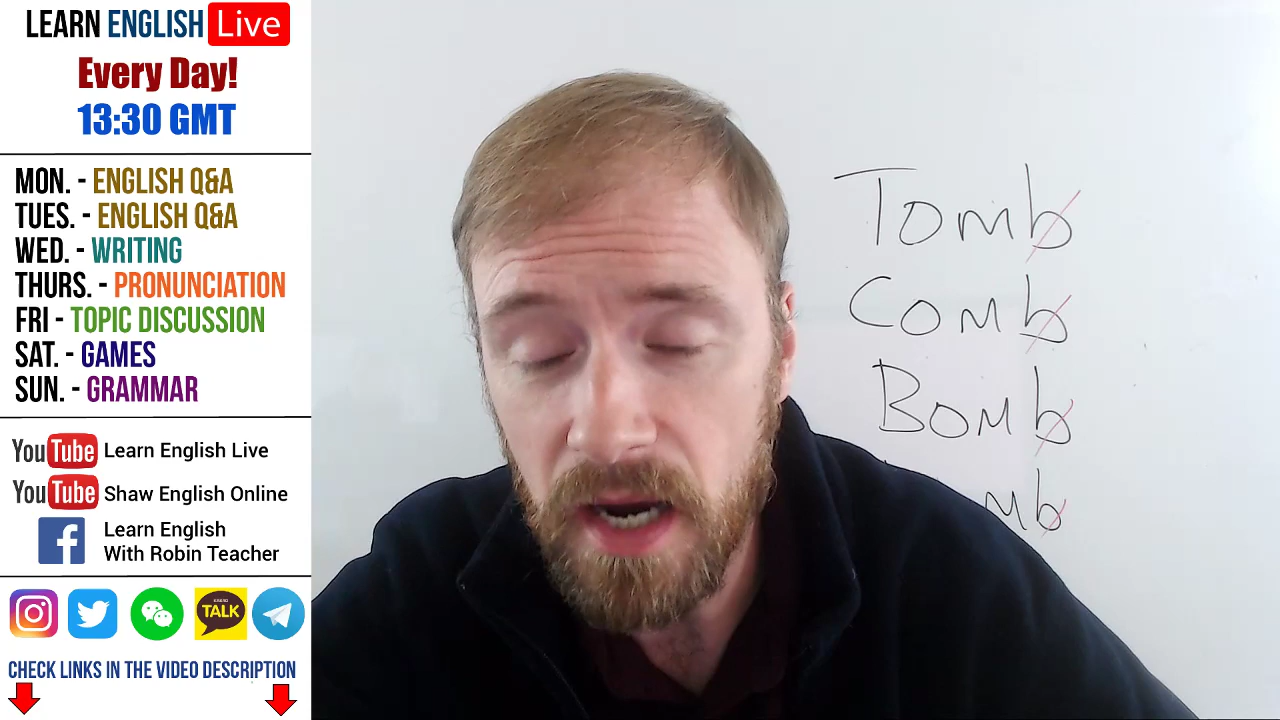 LEARN ENGLISH Live
Every Day!
13:30 GMT
MON. - ENGLISH Q&A
TUES. - ENGLISH Q&A
WED. - WRITING
THURS. - PRONUNCIATION
FRI - TOPIC DISCUSSION
SAT. - GAMES
SUN. - GRAMMAR
YouTube Learn English Live
YouTube Shaw English Online
f Learn English
With Robin Teacher
TALK
CHECK LINKS IN THE VIDEO DESCRIPTION
Tomb
Comb
Bomb
mb